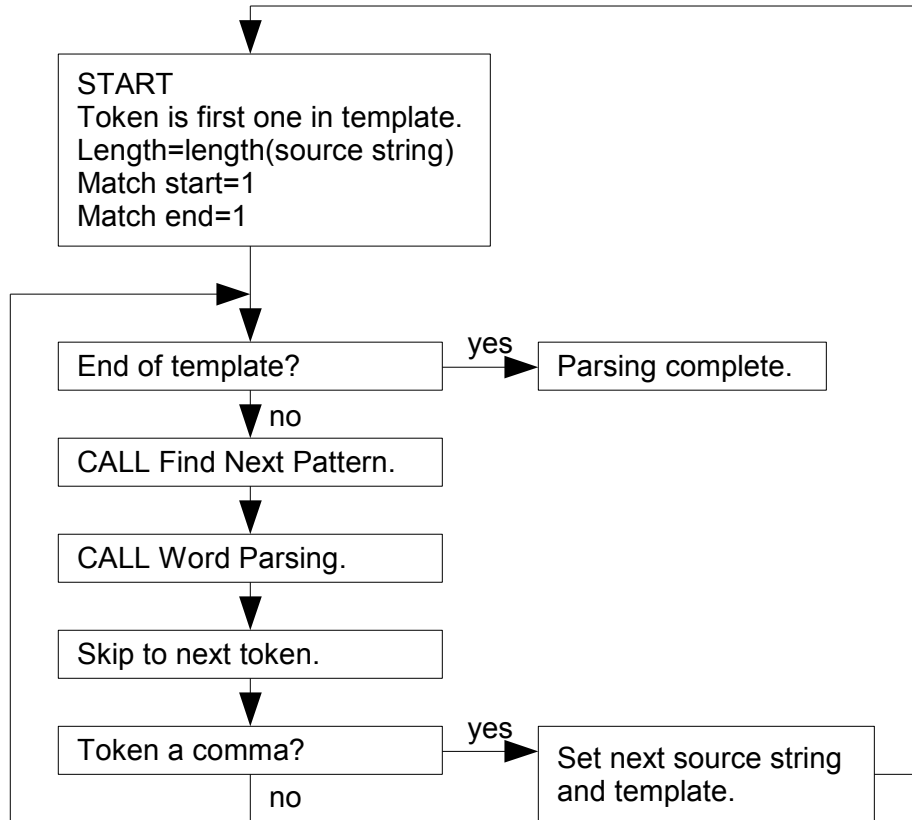 START
Token is first one in template.
Length=length(source string)
Match start=1
Match end=1
End of template?
yes
Parsing complete.
no
CALL Find Next Pattern.
CALL Word Parsing.
Skip to next token.
Token a comma?
yes
Set next source string
and template.
no